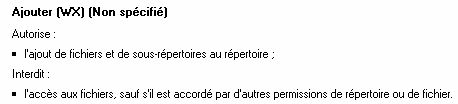 Ajouter (WX) (Non spécifié)
Autorise :
▪ l'ajout de fichiers et de sous-répertoires au répertoire ;
Interdit :
▪ l'accès aux fichiers, sauf s'il est accordé par d'autres permissions de répertoire ou de fichier.